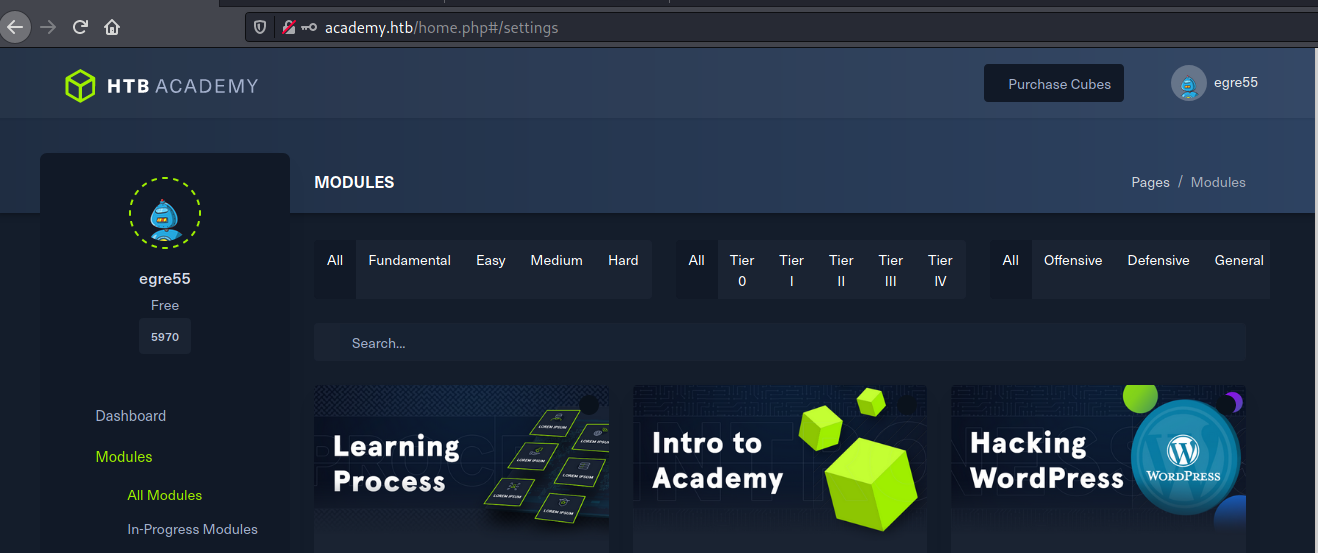 academy.htb/home.php#/settings
HTB ACADEMY
Purchase Cubes
egre55
MODULES
Pages / Modules
egre55
Free
5970
Dashboard
Modules
All Modules
In-Progress Modules
All Fundamental Easy Medium Hard
All Tier 0 Tier I Tier II Tier III Tier IV
All Offensive Defensive General
Search...
Learning
Process
LOREM IPSUM
LOREM IPSUM
LOREM IPSUM
LOREM IPSUM
LOREM IPSUM
LOREM IPSUM
LOREM IPSUM
Intro to
Academy
Hacking
WordPress
W
WORDPRESS